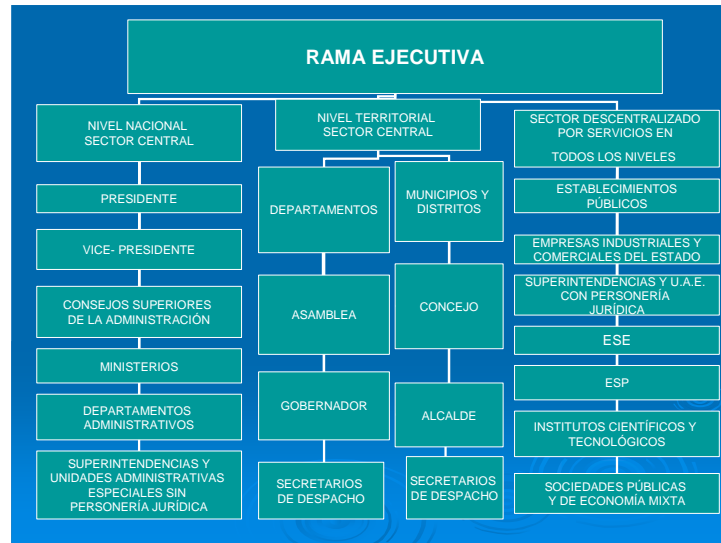 RAMA EJECUTIVA
NIVEL NACIONAL
SECTOR CENTRAL
PRESIDENTE
VICE- PRESIDENTE
CONSEJOS SUPERIORES
DE LA ADMINISTRACIÓN
MINISTERIOS
DEPARTAMENTOS
ADMINISTRATIVOS
SUPERINTENDENCIAS Y
UNIDADES ADMINISTRATIVAS
ESPECIALES SIN
PERSONERÍA JURÍDICA
NIVEL TERRITORIAL
SECTOR CENTRAL
DEPARTAMENTOS
ASAMBLEA
GOBERNADOR
SECRETARIOS
DE DESPACHO
MUNICIPIOS Y
DISTRITOS
CONCEJO
ALCALDE
SECRETARIOS
DE DESPACHO
SECTOR DESCENTRALIZADO
POR SERVICIOS EN
TODOS LOS NIVELES
ESTABLECIMIENTOS
PÚBLICOS
EMPRESAS INDUSTRIALES Y
COMERCIALES DEL ESTADO
SUPERINTENDENCIAS Y U.A.E.
CON PERSONERÍA
JURÍDICA
ESE
ESP
INSTITUTOS CIENTÍFICOS Y
TECNOLÓGICOS
SOCIEDADES PÚBLICAS
Y DE ECONOMÍA MIXTA